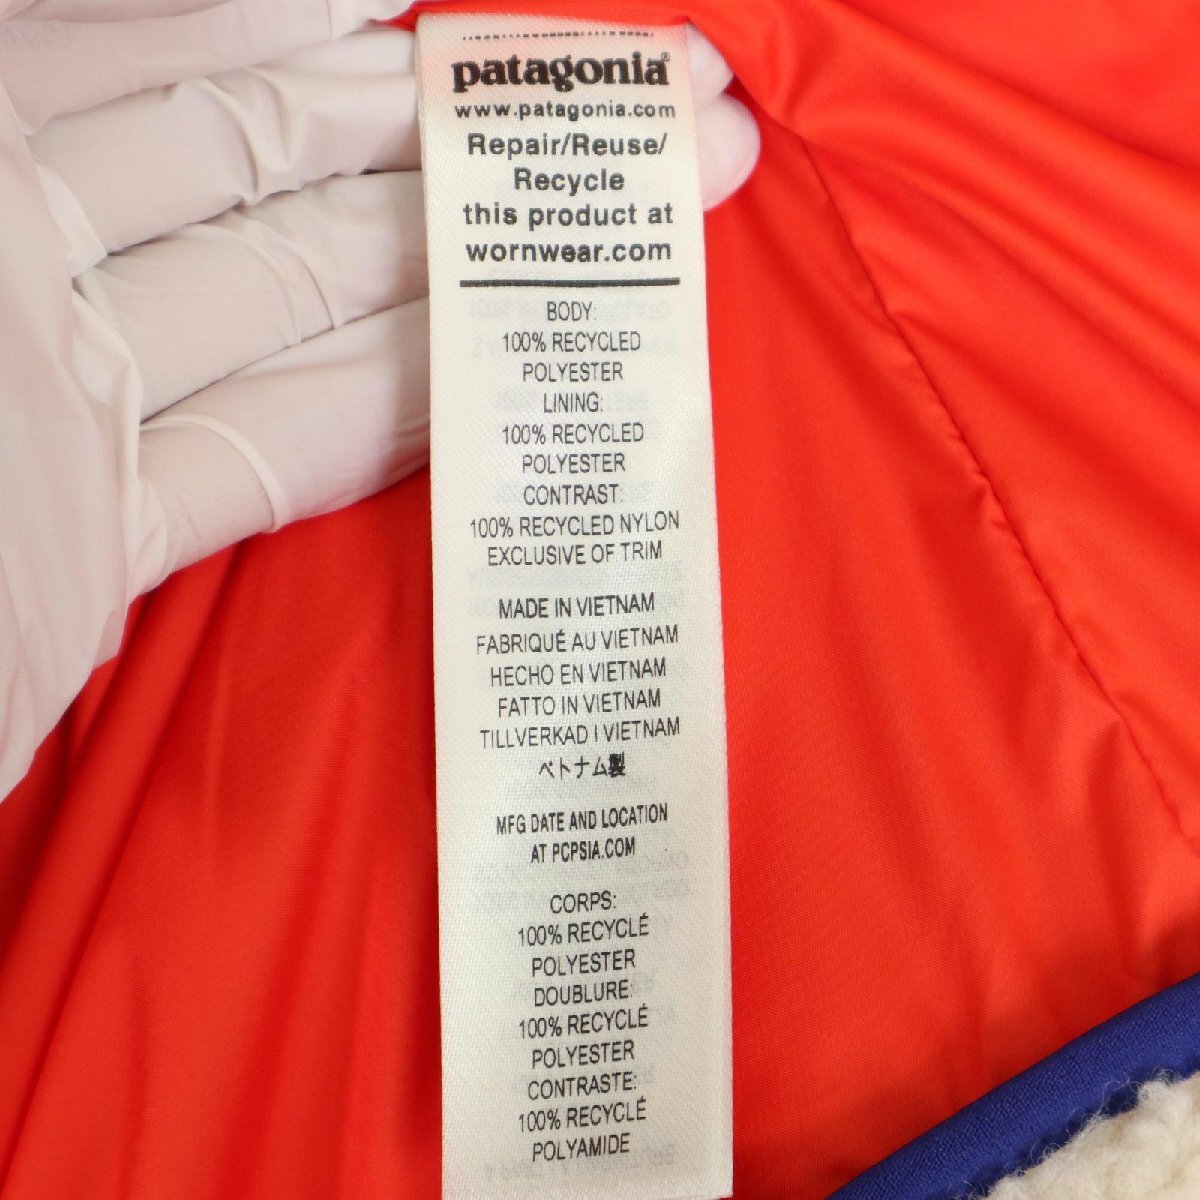 patagonia®
www.patagonia.com
Repair/Reuse/
Recycle
this product at
wornwear.com
BODY:
100% RECYCLED
POLYESTER
LINING:
100% RECYCLED
POLYESTER
CONTRAST:
100% RECYCLED NYLON
EXCLUSIVE OF TRIM
MADE IN VIETNAM
FABRIQUÉ AU VIETNAM
HECHO EN VIETNAM
FATTO IN VIETNAM
TILLVERKAD I VIETNAM
ベトナム製
MFG DATE AND LOCATION
AT PCPSIA.COM
CORPS:
100% RECYCLÉ
POLYESTER
DOUBLURE:
100% RECYCLÉ
POLYESTER
CONTRASTE:
100% RECYCLÉ
POLYAMIDE